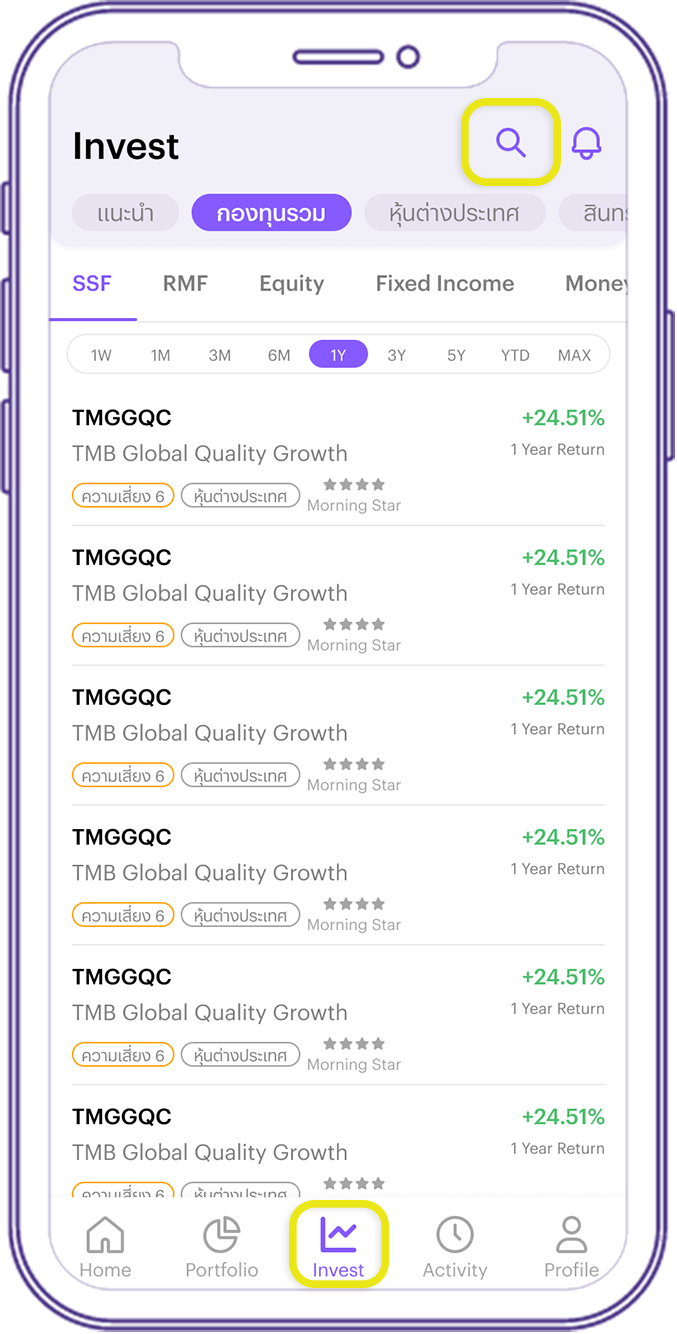 Invest
แนะนำ กองทุนรวม หุ้นต่างประเทศ
SSF RMF Equity Fixed Income Money
1W 1M 3M 6M 1Y 3Y 5Y YTD MAX
TMGGQC +24.51%
TMB Global Quality Growth 1 Year Return
ความเสี่ยง 6 หุ้นต่างประเทศ Morning Star
TMGGQC +24.51%
TMB Global Quality Growth 1 Year Return
ความเสี่ยง 6 หุ้นต่างประเทศ Morning Star
TMGGQC +24.51%
TMB Global Quality Growth 1 Year Return
ความเสี่ยง 6 หุ้นต่างประเทศ Morning Star
TMGGQC +24.51%
TMB Global Quality Growth 1 Year Return
ความเสี่ยง 6 หุ้นต่างประเทศ Morning Star
TMGGQC +24.51%
TMB Global Quality Growth 1 Year Return
ความเสี่ยง 6 หุ้นต่างประเทศ Morning Star
TMGGQC +24.51%
TMB Global Quality Growth 1 Year Return
ความเสี่ยง 6 หุ้นต่างประเทศ
Home Portfolio Invest Activity Profile